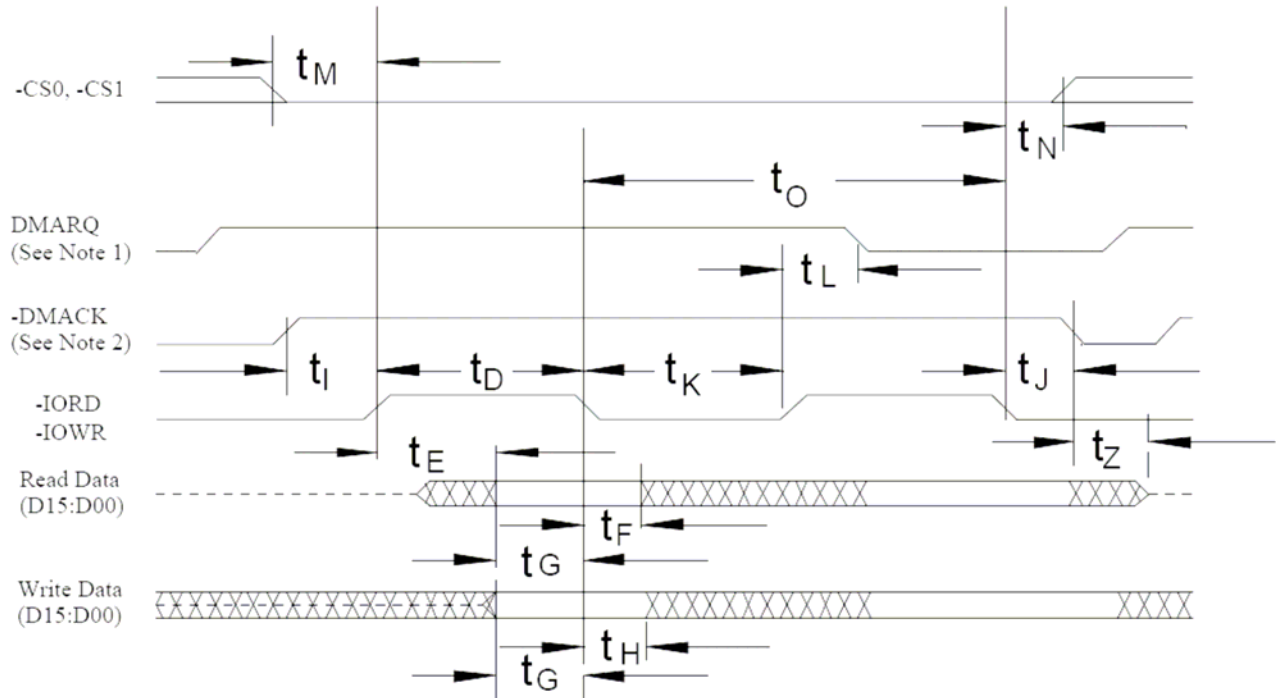 tM
-CS0, -CS1
tN
tO
DMARQ
(See Note 1)
tL
-DMACK
(See Note 2)
tI
tD
tK
tJ
-IORD
-IOWR
tE
tZ
Read Data
(D15:D00)
tF
tG
Write Data
(D15:D00)
tH
tG